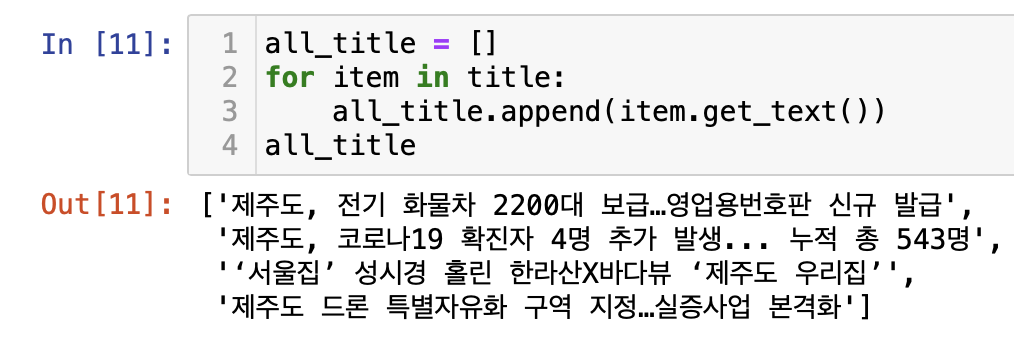 In [11]:
1 all_title = []
2 for item in title:
3     all_title.append(item.get_text())
4 all_title
Out[11]: ['제주도, 전기 화물차 2200대 보급…영업용번호판 신규 발급',
'제주도, 코로나19 확진자 4명 추가 발생... 누적 총 543명',
'‘서울집’ 성시경 홀린 한라산X바다뷰 ‘제주도 우리집’',
'제주도 드론 특별자유화 구역 지정…실증사업 본격화']